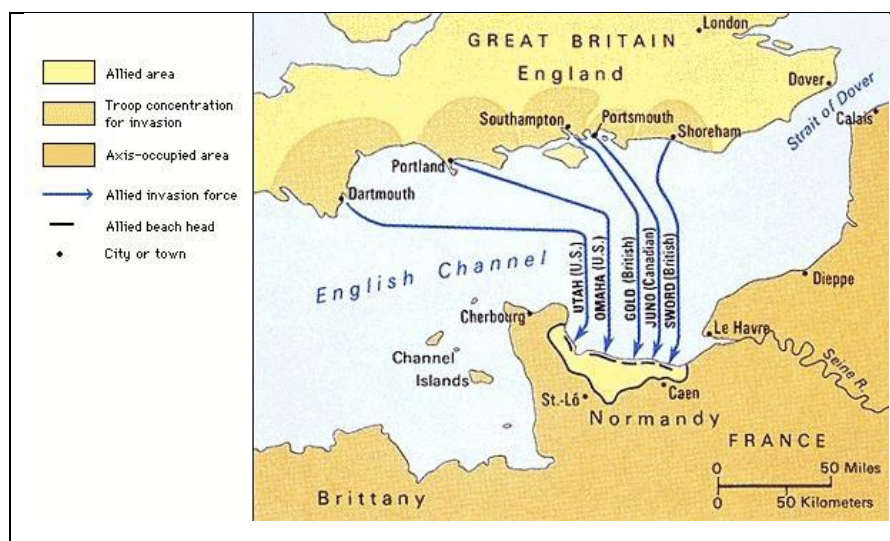 Allied area
Troop concentration
for invasion
Axis-occupied area
Allied invasion force
Allied beach head
City or town
London
GREAT BRITAIN
England
Dover
Strait of Dover
Calais
Southampton
Portsmouth
Shoreham
Portland
Dartmouth
English Channel
UTAH (U.S.)
OMAHA (U.S.)
GOLD (British)
JUNO (Canadian)
SWORD (British)
Dieppe
Cherbourg
Le Havre
Seine R.
Channel
Islands
St.-Lô
Caen
Normandy
FRANCE
0 50 Miles
0 50 Kilometers
Brittany